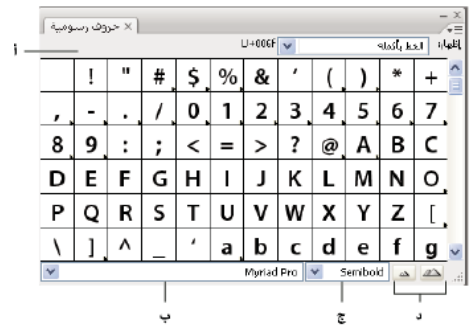 حروف رسومية ×
إظهار: الخط بأكمله U+006F
أ
! " # $ % & ' ( ) * +
, - . / 0 1 2 3 4 5 6 7
8 9 : ; < = > ? @ A B C
D E F G H I J K L M N O
P Q R S T U V W X Y Z [
\ ] ^ _ ‘ a b c d e f g
Myriad Pro Semibold
ب ج د